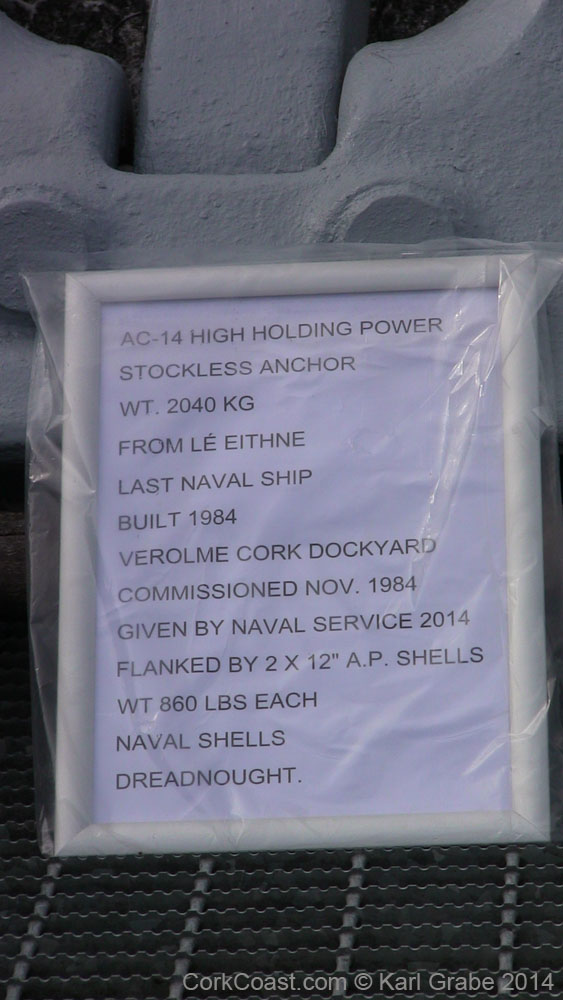 AC-14 HIGH HOLDING POWER
STOCKLESS ANCHOR
WT. 2040 KG
FROM LÉ EITHNE
LAST NAVAL SHIP
BUILT 1984
VEROLME CORK DOCKYARD
COMMISSIONED NOV. 1984
GIVEN BY NAVAL SERVICE 2014
FLANKED BY 2 X 12" A.P. SHELLS
WT 860 LBS EACH
NAVAL SHELLS
DREADNOUGHT.
CorkCoast.com © Karl Grabe 2014